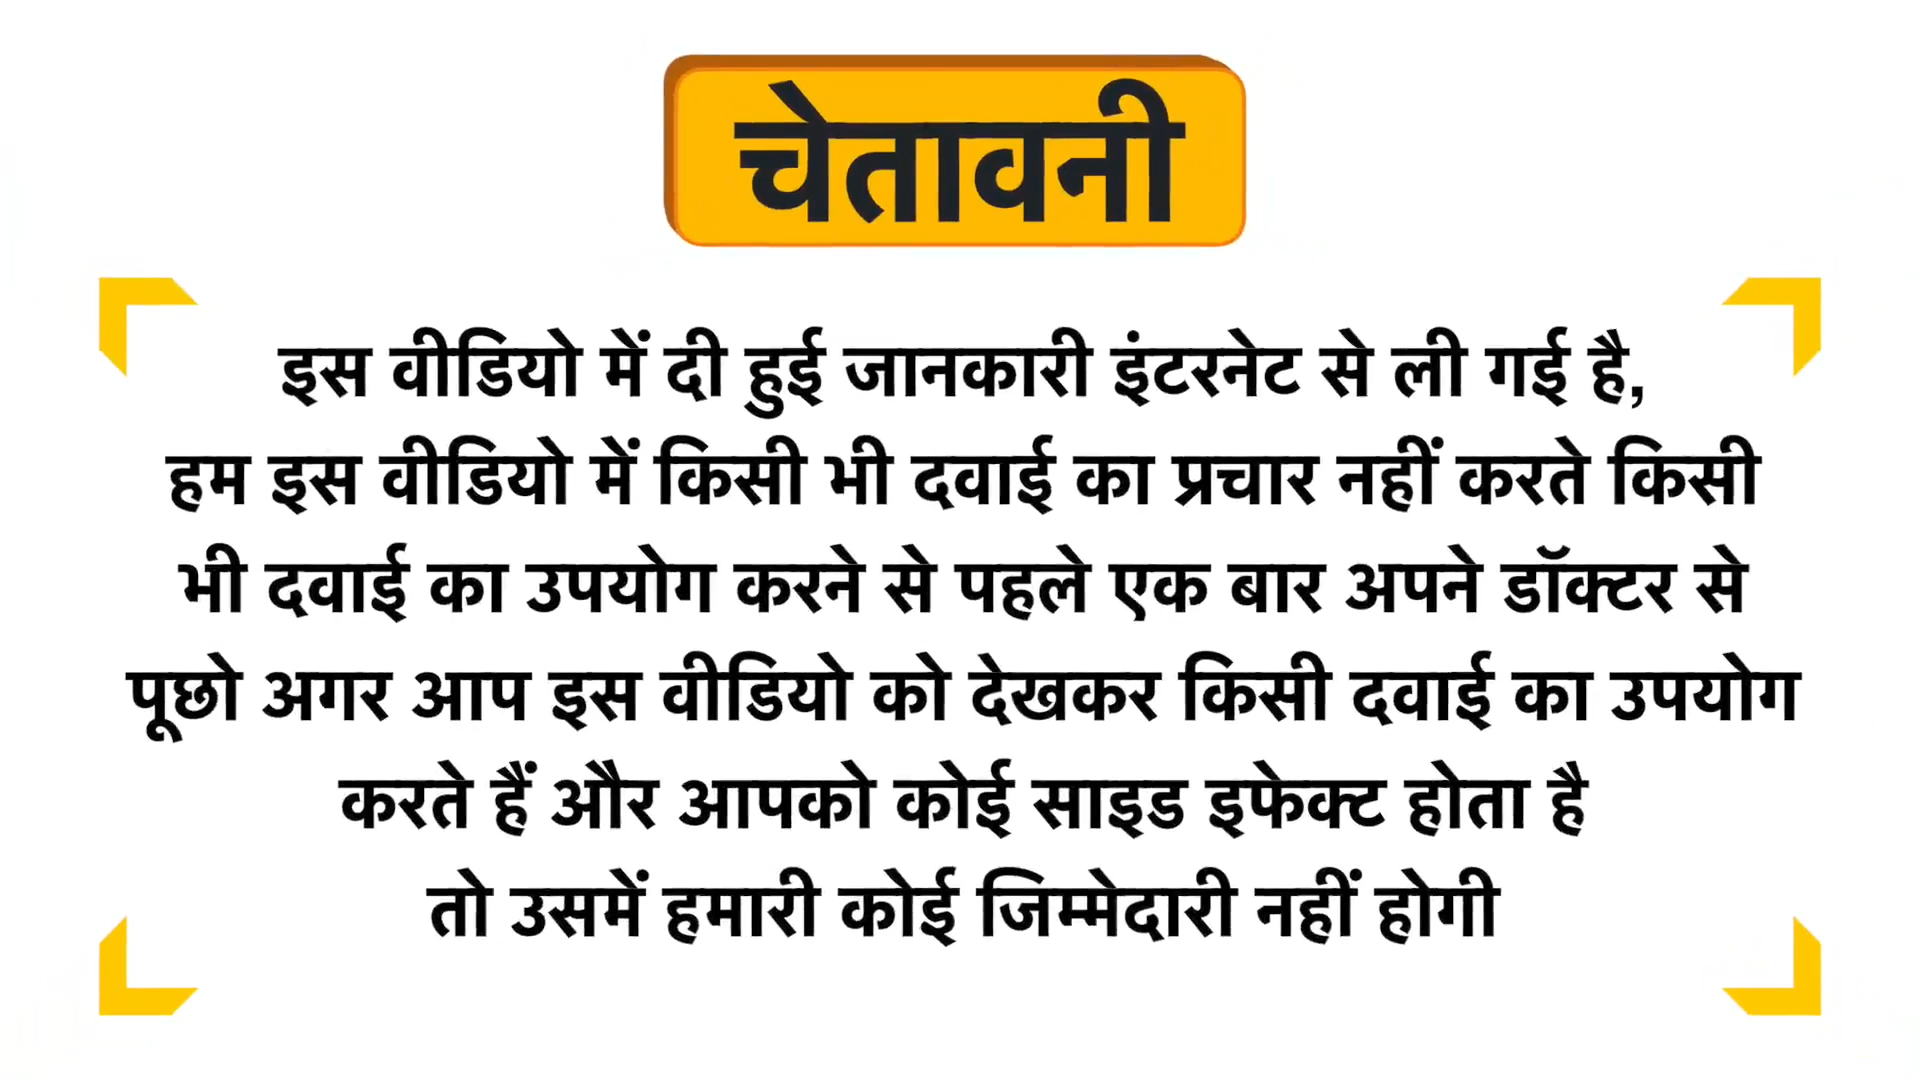 चेतावनी
इस वीडियो में दी हुई जानकारी इंटरनेट से ली गई है,
हम इस वीडियो में किसी भी दवाई का प्रचार नहीं करते किसी
भी दवाई का उपयोग करने से पहले एक बार अपने डॉक्टर से
पूछो अगर आप इस वीडियो को देखकर किसी दवाई का उपयोग
करते हैं और आपको कोई साइड इफेक्ट होता है
तो उसमें हमारी कोई जिम्मेदारी नहीं होगी